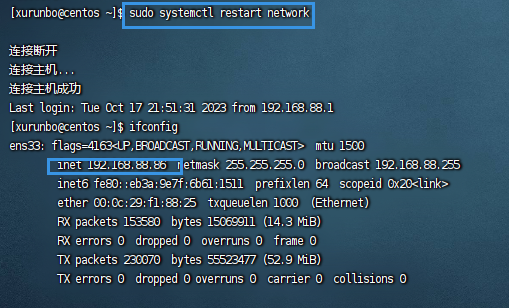 [xurunbo@centos ~]$ sudo systemctl restart network
连接断开
连接主机...
连接主机成功
Last login: Tue Oct 17 21:51:31 2023 from 192.168.88.1
[xurunbo@centos ~]$ ifconfig
ens33: flags=4163<UP,BROADCAST,RUNNING,MULTICAST>  mtu 1500
inet 192.168.88.86  netmask 255.255.255.0  broadcast 192.168.88.255
inet6 fe80::eb3a:9e7f:6b61:1511  prefixlen 64  scopeid 0x20<link>
ether 00:0c:29:f1:88:25  txqueuelen 1000  (Ethernet)
RX packets 153580  bytes 15069911 (14.3 MiB)
RX errors 0  dropped 0  overruns 0  frame 0
TX packets 230070  bytes 55523477 (52.9 MiB)
TX errors 0  dropped 0 overruns 0  carrier 0  collisions 0